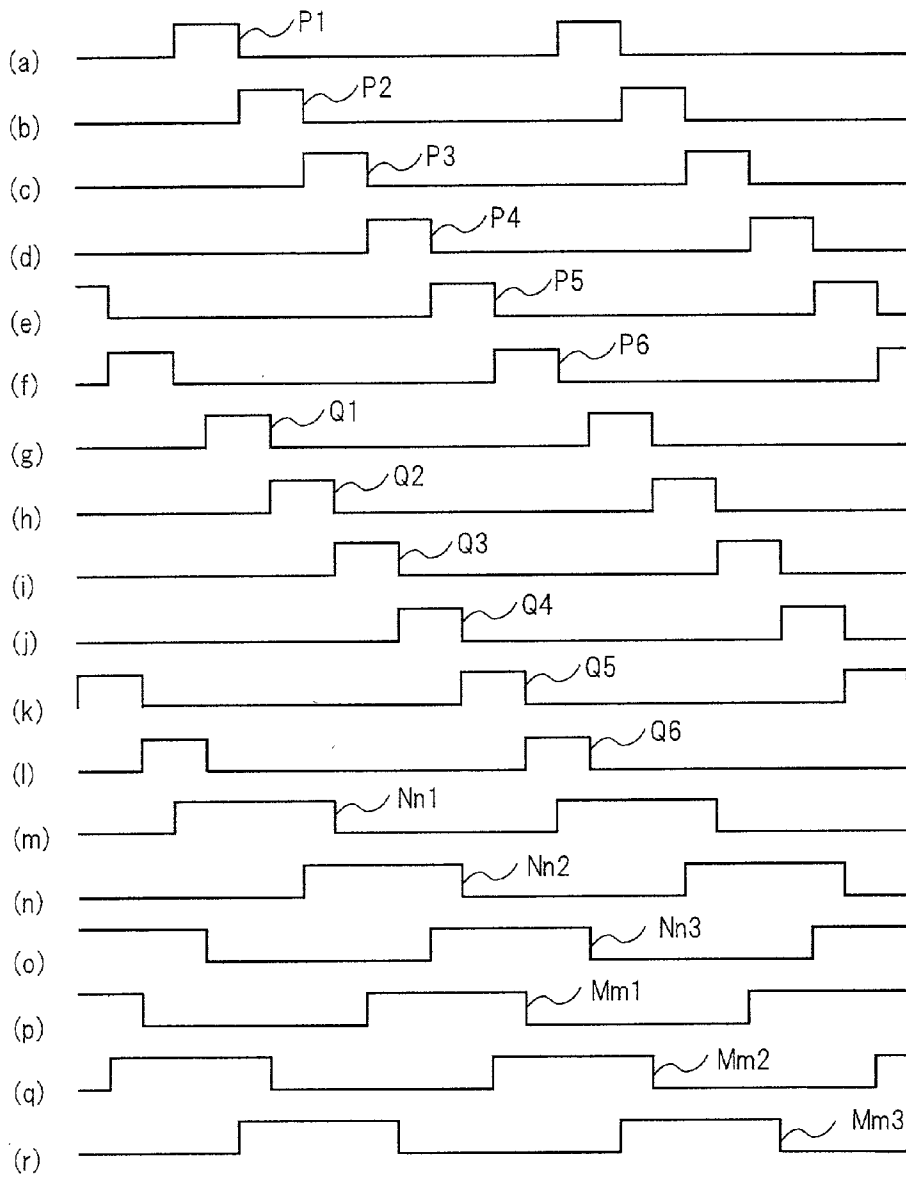 (a) P1
(b) P2
(c) P3
(d) P4
(e) P5
(f) P6
(g) Q1
(h) Q2
(i) Q3
(j) Q4
(k) Q5
(l) Q6
(m) Nn1
(n) Nn2
(o) Nn3
(p) Mm1
(q) Mm2
(r) Mm3